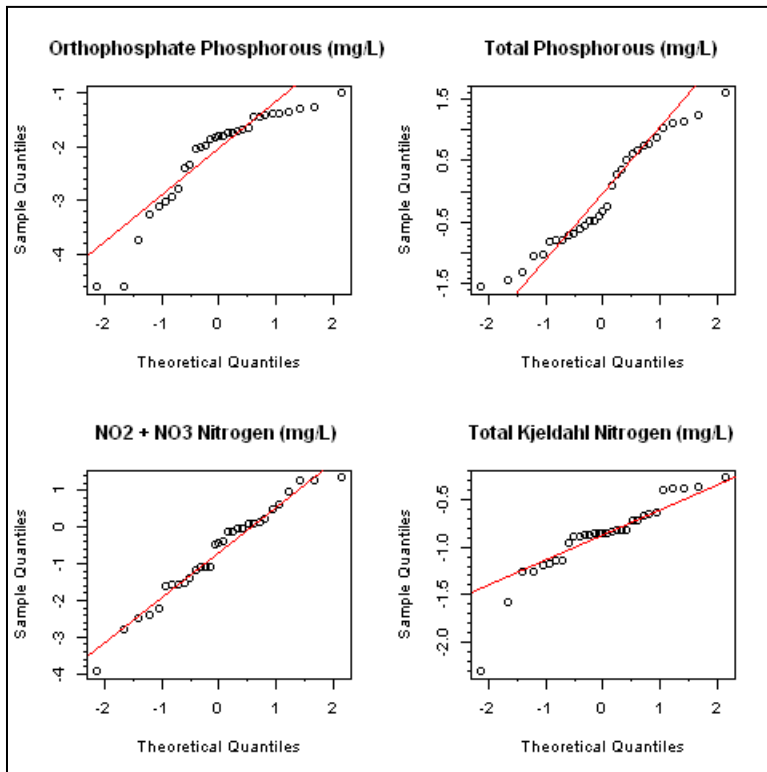 Orthophosphate Phosphorous (mg/L)
Sample Quantiles
-1
-2
-3
-4
-2 -1 0 1 2
Theoretical Quantiles
Total Phosphorous (mg/L)
Sample Quantiles
1.5
0.5
-0.5
-1.5
-2 -1 0 1 2
Theoretical Quantiles
NO2 + NO3 Nitrogen (mg/L)
Sample Quantiles
1
0
-1
-2
-3
-4
-2 -1 0 1 2
Theoretical Quantiles
Total Kjeldahl Nitrogen (mg/L)
Sample Quantiles
-0.5
-1.0
-1.5
-2.0
-2 -1 0 1 2
Theoretical Quantiles